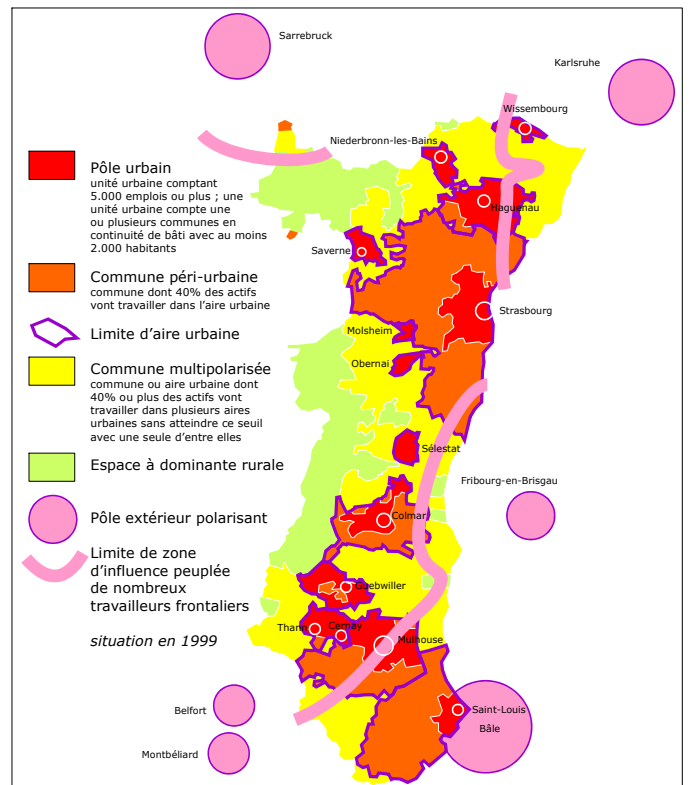 Sarrebruck
Karlsruhe
Wissembourg
Niederbronn-les-Bains
Haguenau
Saverne
Strasbourg
Molsheim
Obernai
Sélestat
Fribourg-en-Brisgau
Colmar
Guebwiller
Thann
Cernay
Mulhouse
Belfort
Saint-Louis
Bâle
Montbéliard
Pôle urbain
unité urbaine comptant
5.000 emplois ou plus ; une
unité urbaine compte une
ou plusieurs communes en
continuité de bâti avec au moins
2.000 habitants
Commune péri-urbaine
commune dont 40% des actifs
vont travailler dans l'aire urbaine
Limite d'aire urbaine
Commune multipolarisée
commune ou aire urbaine dont
40% ou plus des actifs vont
travailler dans plusieurs aires
urbaines sans atteindre ce seuil
avec une seule d'entre elles
Espace à dominante rurale
Pôle extérieur polarisant
Limite de zone
d'influence peuplée
de nombreux
travailleurs frontaliers
situation en 1999